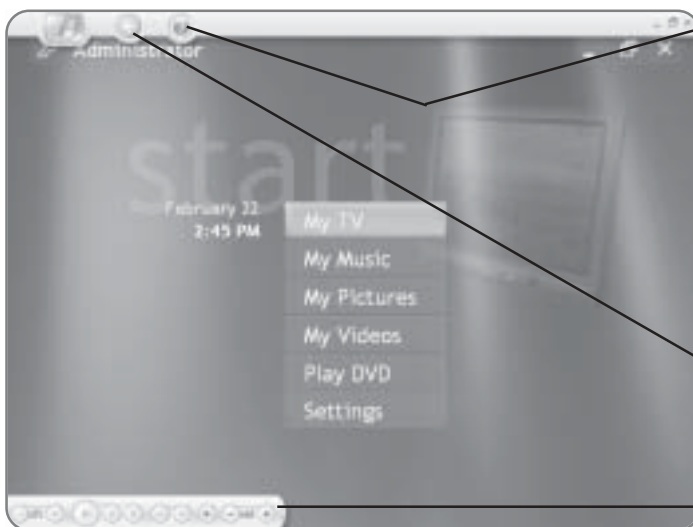 Administrator
start
February 22
2:45 PM
My TV
My Music
My Pictures
My Videos
Play DVD
Settings